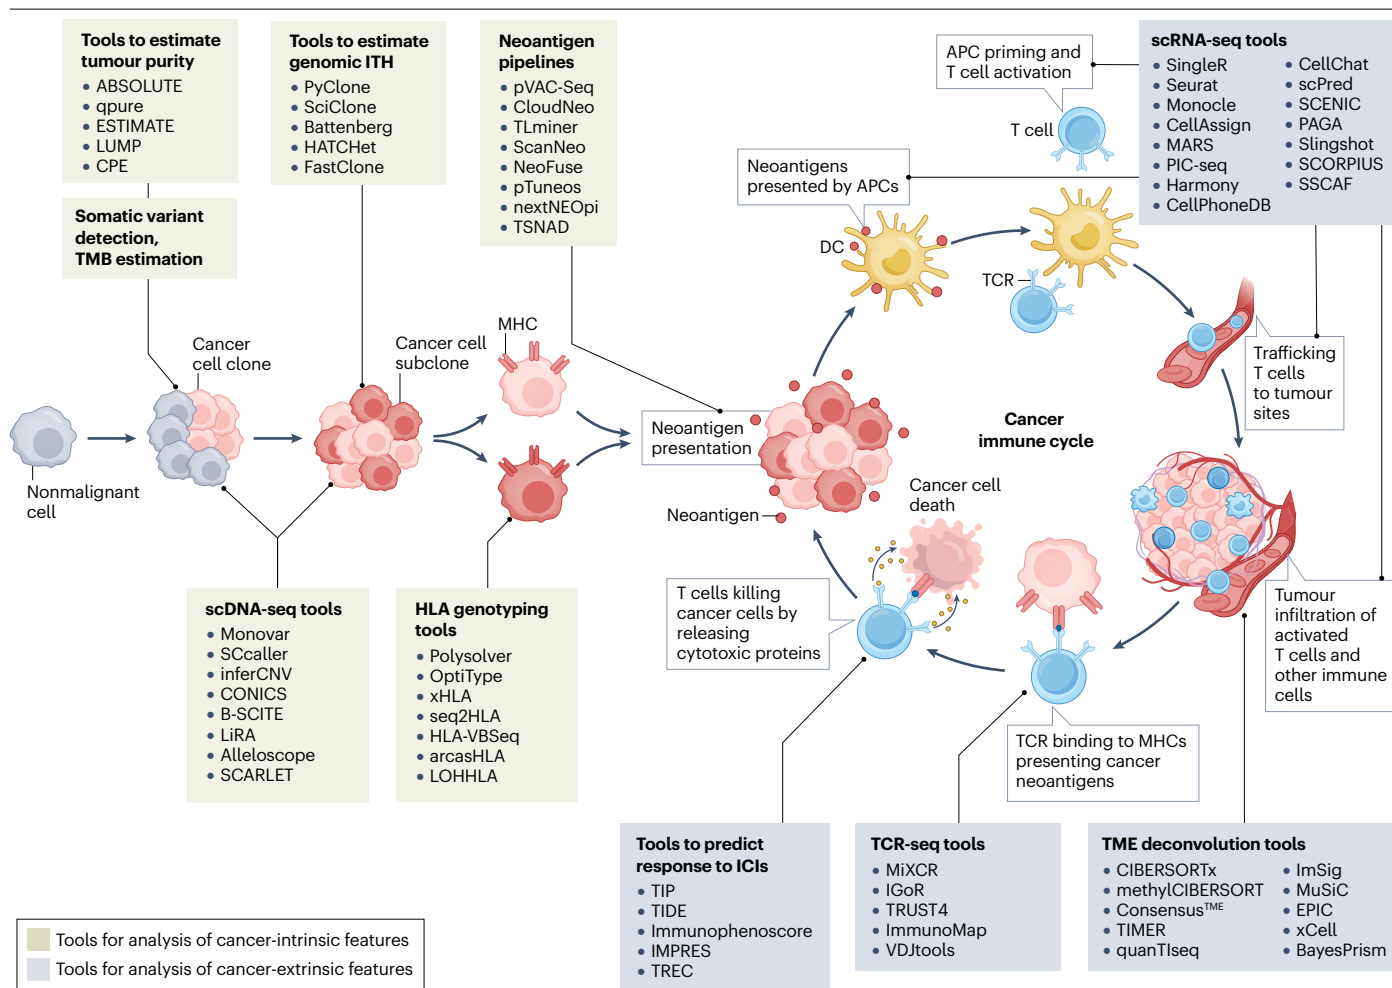 Tools to estimate
tumour purity
• ABSOLUTE
• qpure
• ESTIMATE
• LUMP
• CPE
Somatic variant
detection,
TMB estimation
Tools to estimate
genomic ITH
• PyClone
• SciClone
• Battenberg
• HATCHet
• FastClone
Neoantigen
pipelines
• pVAC-Seq
• CloudNeo
• TLminer
• ScanNeo
• NeoFuse
• pTuneos
• nextNEOpi
• TSNAD
APC priming and
T cell activation
T cell
scRNA-seq tools
• SingleR
• Seurat
• Monocle
• CellAssign
• MARS
• PIC-seq
• Harmony
• CellPhoneDB
• CellChat
• scPred
• SCENIC
• PAGA
• Slingshot
• SCORPIUS
• SSCAF
Neoantigens
presented by APCs
DC
TCR
Trafficking
T cells
to tumour
sites
Cancer
cell clone
Cancer cell
subclone
MHC
Nonmalignant
cell
Neoantigen
presentation
Neoantigen
Cancer
immune cycle
Cancer cell
death
T cells killing
cancer cells by
releasing
cytotoxic proteins
TCR binding to MHCs
presenting cancer
neoantigens
Tumour
infiltration of
activated
T cells and
other immune
cells
scDNA-seq tools
• Monovar
• SCcaller
• inferCNV
• CONICS
• B-SCITE
• LiRA
• Alleloscope
• SCARLET
HLA genotyping
tools
• Polysolver
• OptiType
• xHLA
• seq2HLA
• HLA-VBSeq
• arcasHLA
• LOHHLA
Tools to predict
response to ICIs
• TIP
• TIDE
• Immunophenoscore
• IMPRES
• TREC
TCR-seq tools
• MiXCR
• IGoR
• TRUST4
• ImmunoMap
• VDJtools
TME deconvolution tools
• CIBERSORTx
• methylCIBERSORT
• Consensus™ᴱ
• TIMER
• quanTIseq
• ImSig
• MuSiC
• EPIC
• xCell
• BayesPrism
Tools for analysis of cancer-intrinsic features
Tools for analysis of cancer-extrinsic features